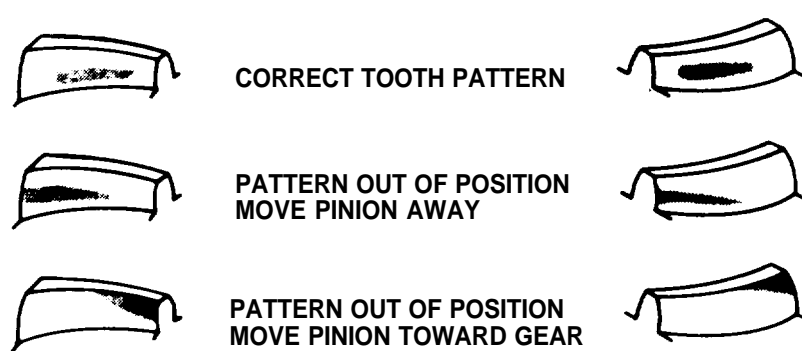 CORRECT TOOTH PATTERN
PATTERN OUT OF POSITION
MOVE PINION AWAY
PATTERN OUT OF POSITION
MOVE PINION TOWARD GEAR